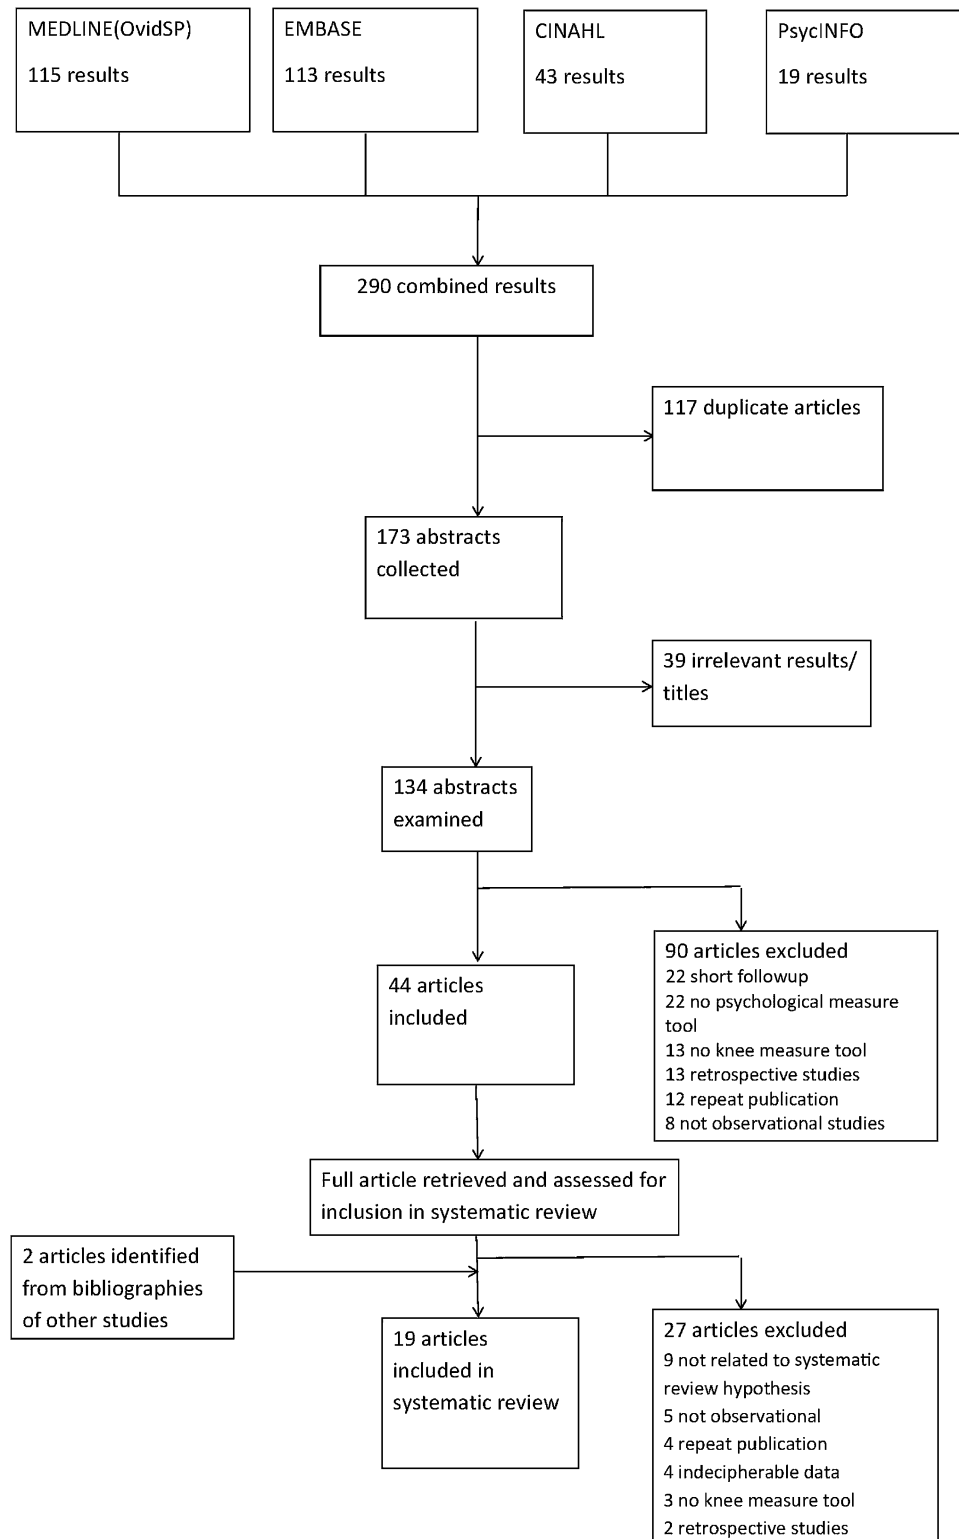 MEDLINE(OvidSP)
115 results
EMBASE
113 results
CINAHL
43 results
PsycINFO
19 results
290 combined results
117 duplicate articles
173 abstracts
collected
39 irrelevant results/
titles
134 abstracts
examined
90 articles excluded
22 short followup
22 no psychological measure
tool
13 no knee measure tool
13 retrospective studies
12 repeat publication
8 not observational studies
44 articles
included
Full article retrieved and assessed for
inclusion in systematic review
2 articles identified
from bibliographies
of other studies
19 articles
included in
systematic review
27 articles excluded
9 not related to systematic
review hypothesis
5 not observational
4 repeat publication
4 indecipherable data
3 no knee measure tool
2 retrospective studies